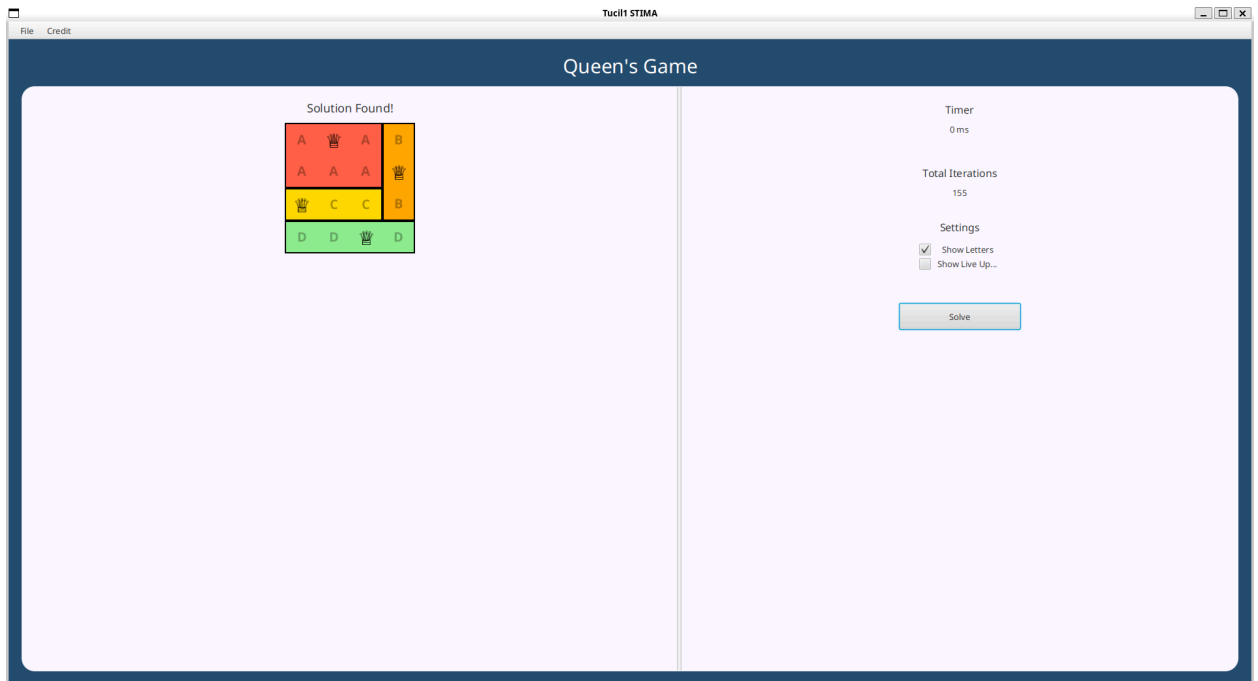 Tucil1 STIMA
File Credit
Queen's Game
Solution Found!
A ♕ A B
A A A ♕
♕ C C B
D D ♕ D
Timer
0 ms
Total Iterations
155
Settings
Show Letters
Show Live Up...
Solve